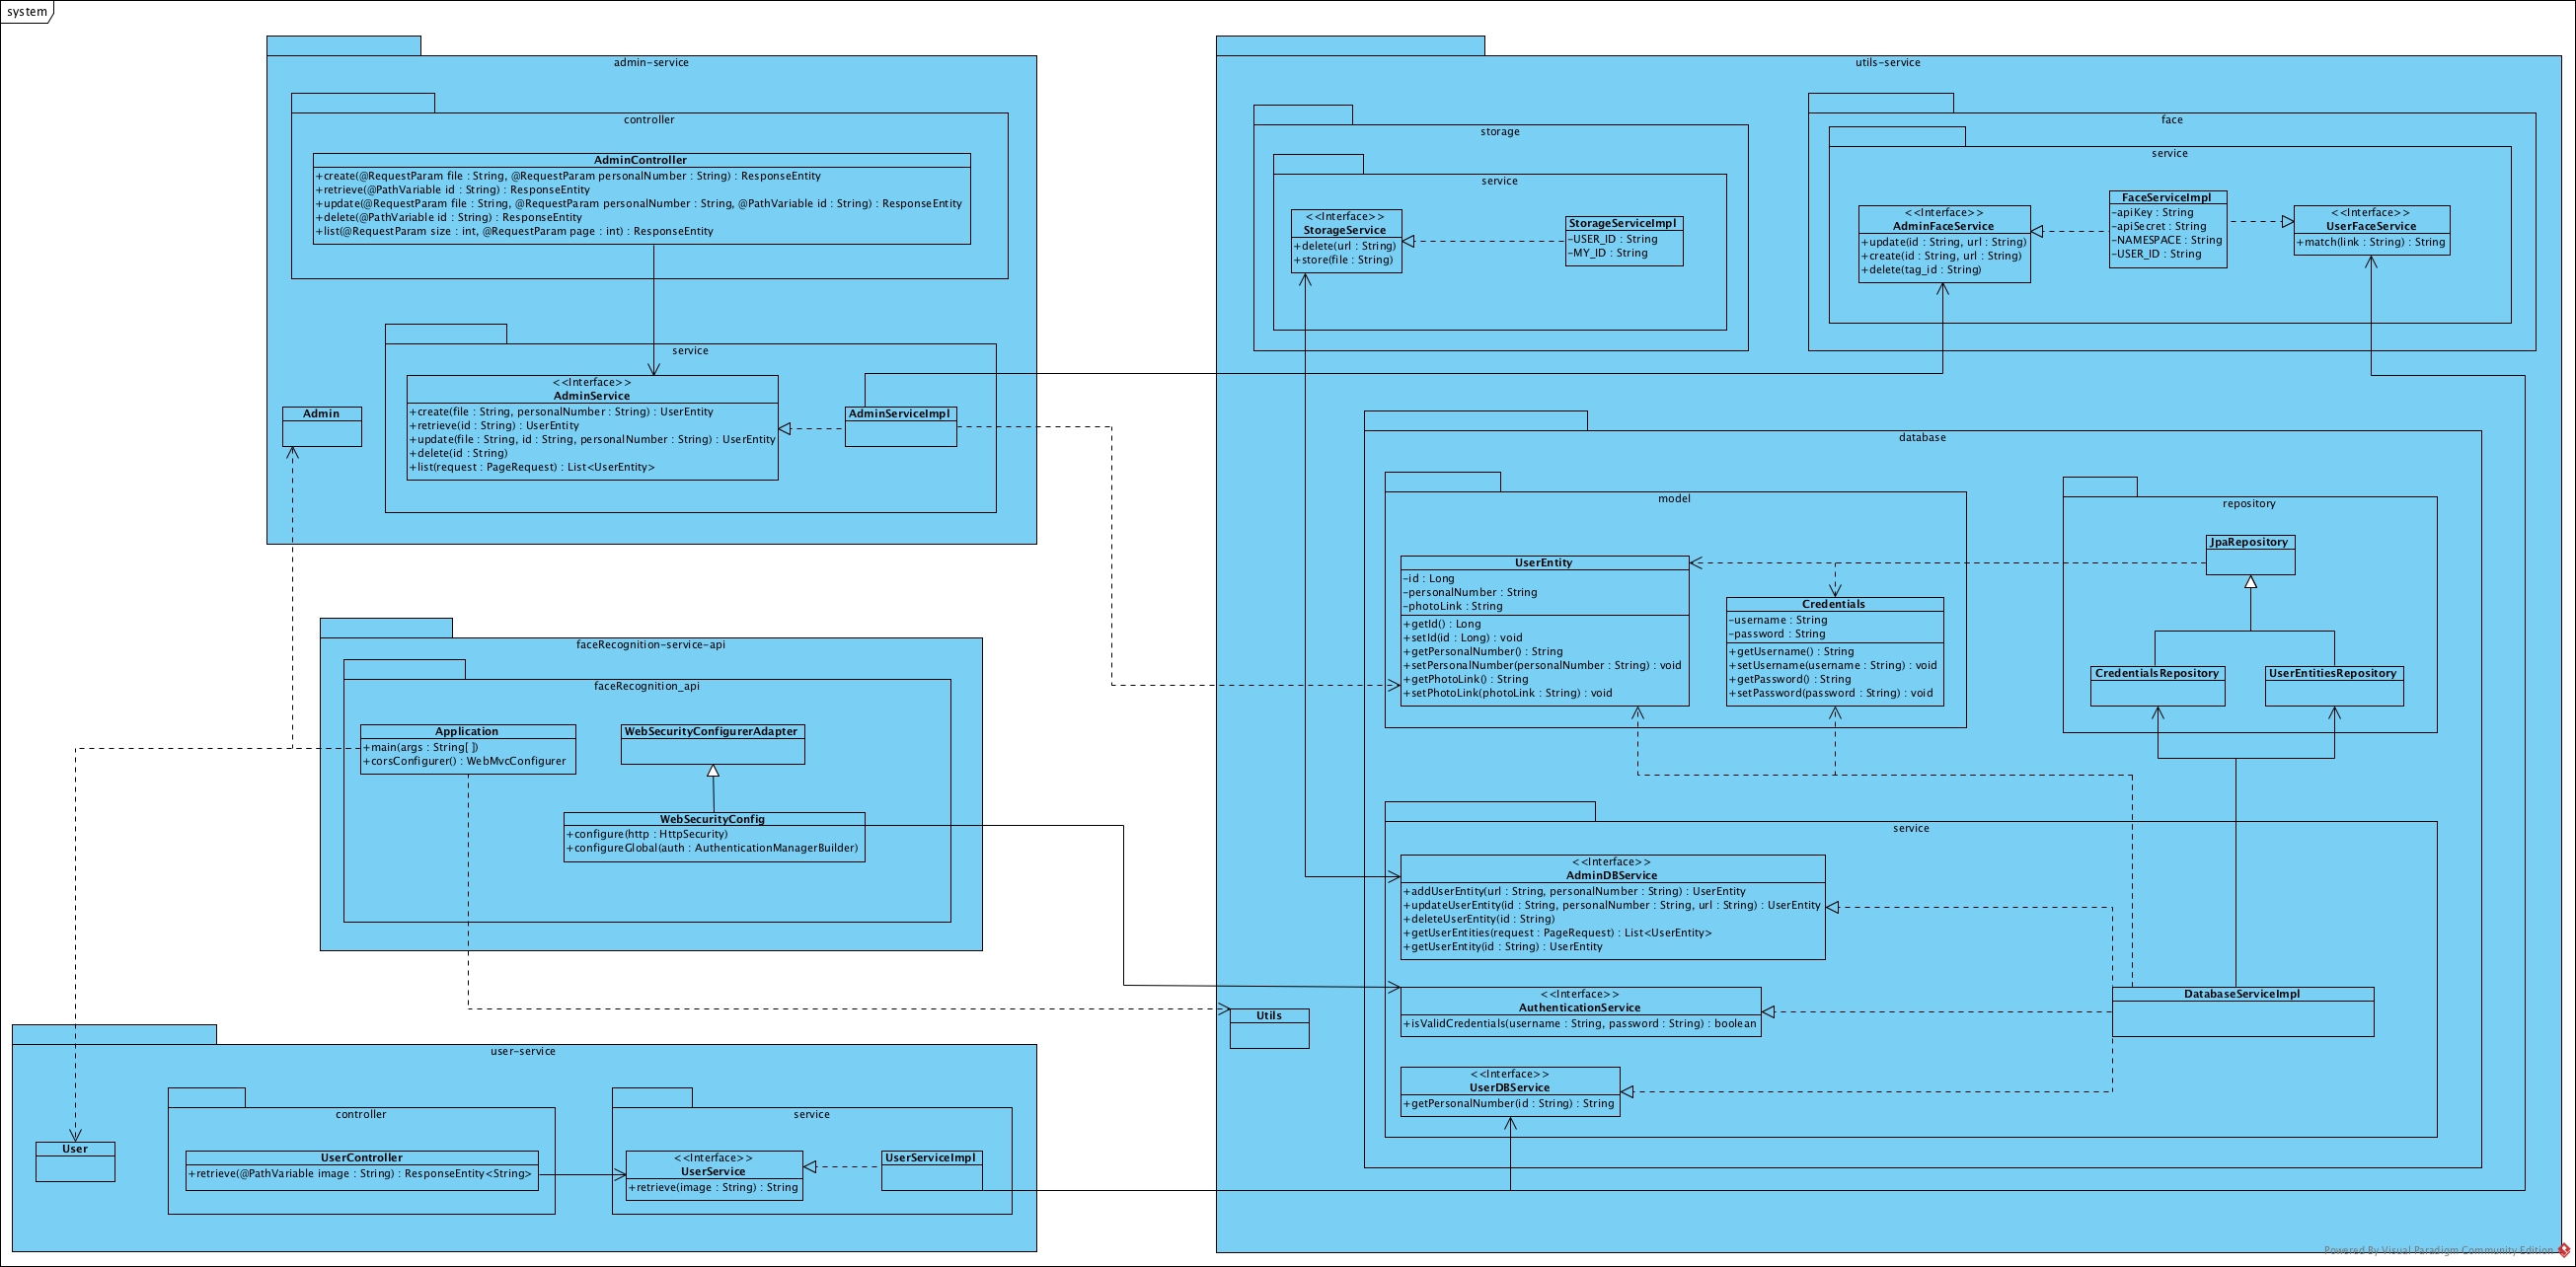 system
admin-service
controller
AdminController
+create(@RequestParam file : String, @RequestParam personalNumber : String) : ResponseEntity
+retrieve(@PathVariable id : String) : ResponseEntity
+update(@RequestParam file : String, @RequestParam personalNumber : String, @PathVariable id : String) : ResponseEntity
+delete(@PathVariable id : String) : ResponseEntity
+list(@RequestParam size : int, @RequestParam page : int) : ResponseEntity
service
<<Interface>>
AdminService
+create(file : String, personalNumber : String) : UserEntity
+retrieve(id : String) : UserEntity
+update(file : String, id : String, personalNumber : String) : UserEntity
+delete(id : String)
+list(request : PageRequest) : List<UserEntity>
Admin
AdminServiceImpl
faceRecognition-service-api
faceRecognition_api
Application
+main(args : String[ ])
+corsConfigurer() : WebMvcConfigurer
WebSecurityConfigurerAdapter
WebSecurityConfig
+configure(http : HttpSecurity)
+configureGlobal(auth : AuthenticationManagerBuilder)
user-service
User
controller
UserController
+retrieve(@PathVariable image : String) : ResponseEntity<String>
service
<<Interface>>
UserService
+retrieve(image : String) : String
UserServiceImpl
utils-service
storage
service
<<Interface>>
StorageService
+delete(url : String)
+store(file : String)
StorageServiceImpl
-USER_ID : String
-MY_ID : String
face
service
<<Interface>>
AdminFaceService
+update(id : String, url : String)
+create(id : String, url : String)
+delete(tag_id : String)
FaceServiceImpl
-apiKey : String
-apiSecret : String
-NAMESPACE : String
-USER_ID : String
<<Interface>>
UserFaceService
+match(link : String) : String
database
model
UserEntity
-id : Long
-personalNumber : String
-photoLink : String
+getId() : Long
+setId(id : Long) : void
+getPersonalNumber() : String
+setPersonalNumber(personalNumber : String) : void
+getPhotoLink() : String
+setPhotoLink(photoLink : String) : void
Credentials
-username : String
-password : String
+getUsername() : String
+setUsername(username : String) : void
+getPassword() : String
+setPassword(password : String) : void
repository
JpaRepository
CredentialsRepository
UserEntitiesRepository
service
<<Interface>>
AdminDBService
+addUserEntity(url : String, personalNumber : String) : UserEntity
+updateUserEntity(id : String, personalNumber : String, url : String) : UserEntity
+deleteUserEntity(id : String)
+getUserEntities(request : PageRequest) : List<UserEntity>
+getUserEntity(id : String) : UserEntity
<<Interface>>
AuthenticationService
+isValidCredentials(username : String, password : String) : boolean
DatabaseServiceImpl
<<Interface>>
UserDBService
+getPersonalNumber(id : String) : String
Utils
Powered By Visual Paradigm Community Edition